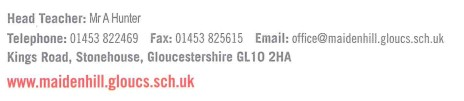 Head Teacher: Mr A Hunter
Telephone: 01453 822469 Fax: 01453 825615 Email: office@maidenhill.gloucs.sch.uk
Kings Road, Stonehouse, Gloucestershire GL10 2HA
www.maidenhill.gloucs.sch.uk